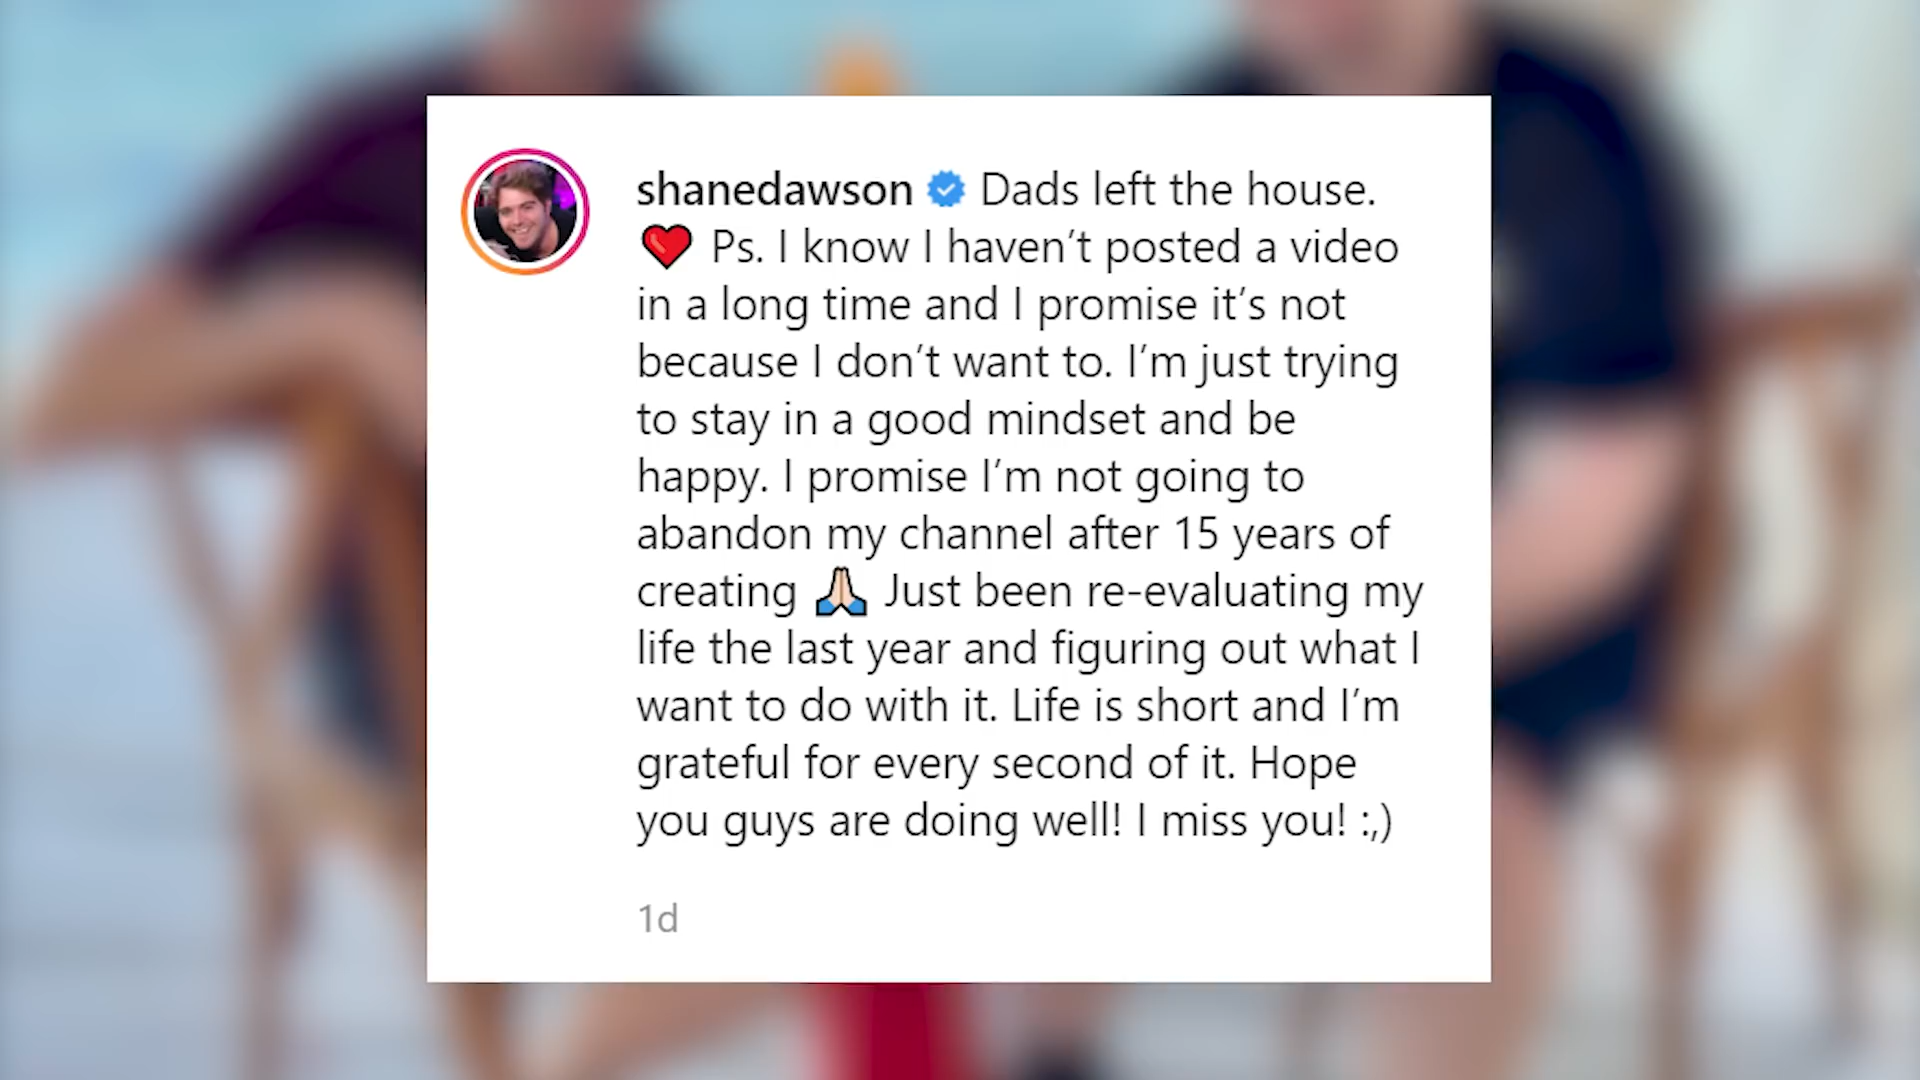 shanedawson Dads left the house.
❤️ Ps. I know I haven’t posted a video
in a long time and I promise it’s not
because I don’t want to. I’m just trying
to stay in a good mindset and be
happy. I promise I’m not going to
abandon my channel after 15 years of
creating 🙏🏻 Just been re-evaluating my
life the last year and figuring out what I
want to do with it. Life is short and I’m
grateful for every second of it. Hope
you guys are doing well! I miss you! :,)
1d